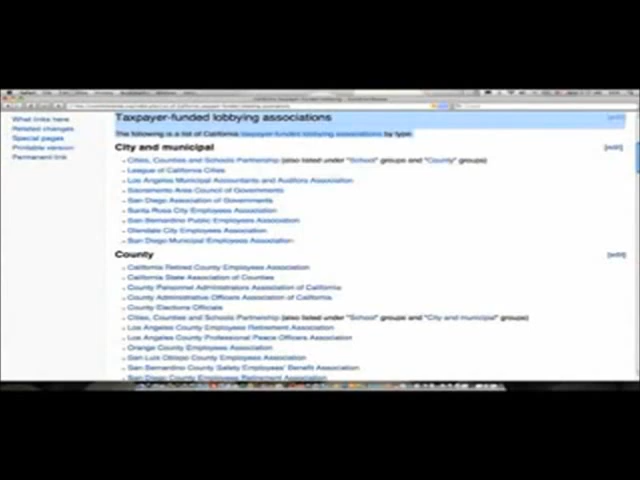 Taxpayer-funded lobbying associations
[edit]
The following is a list of California taxpayer-funded lobbying associations by type:
What links here
Related changes
Special pages
Printable version
Permanent link
City and municipal
[edit]
Cities, Counties and Schools Partnership (also listed under "School" groups and "County" groups)
League of California Cities
Los Angeles Municipal Accountants and Auditors Association
Sacramento Area Council of Governments
San Diego Association of Governments
Santa Rosa City Employees Association
San Bernardino Public Employees Association
Glendale City Employees Association
San Diego Municipal Employees Association
County
[edit]
California Retired County Employees Association
California State Association of Counties
County Personnel Administrators Association of California
County Administrative Officers Association of California
County Elections Officials
Cities, Counties and Schools Partnership (also listed under "School" groups and "City and municipal" groups)
Los Angeles County Employees Retirement Association
Los Angeles County Professional Peace Officers Association
Orange County Employees Association
San Luis Obispo County Employees Association
San Bernardino County Safety Employees' Benefit Association
San Diego County Employees Retirement Association